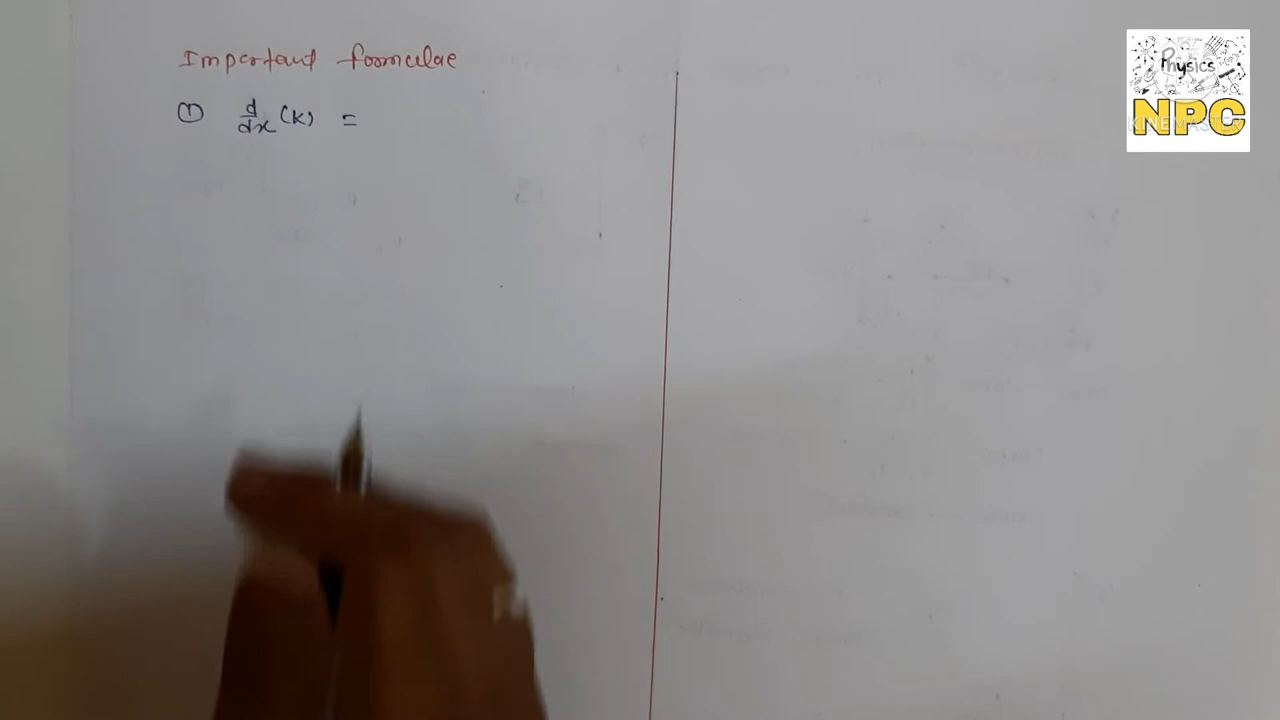 Important formulae
① d/dx (K) =
Physics
NPC